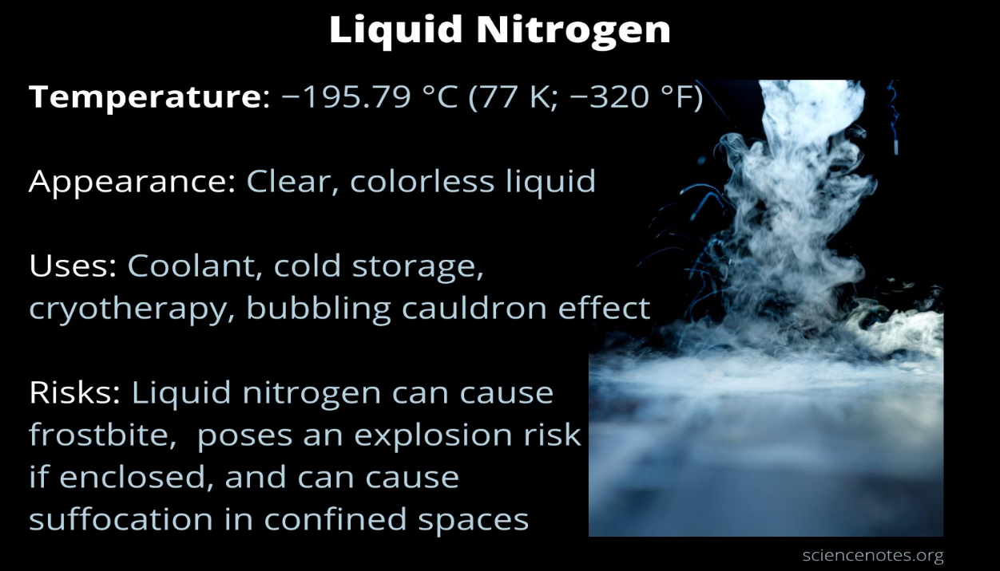 Liquid Nitrogen
Temperature: −195.79 °C (77 K; −320 °F)
Appearance: Clear, colorless liquid
Uses: Coolant, cold storage,
cryotherapy, bubbling cauldron effect
Risks: Liquid nitrogen can cause
frostbite,  poses an explosion risk
if enclosed, and can cause
suffocation in confined spaces
sciencenotes.org